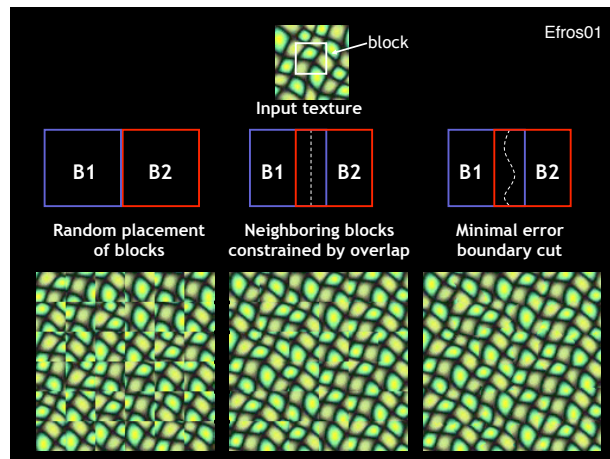 Efros01
block
Input texture
B1 B2
B1 B2
B1 B2
Random placement
of blocks
Neighboring blocks
constrained by overlap
Minimal error
boundary cut